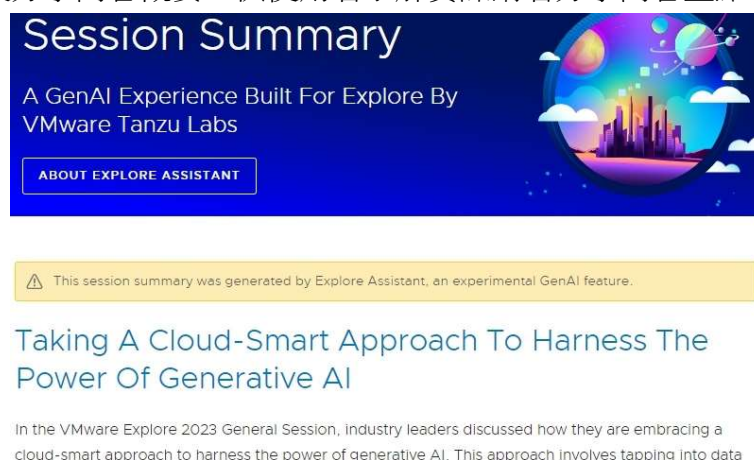 Session Summary
A GenAI Experience Built For Explore By
VMware Tanzu Labs
ABOUT EXPLORE ASSISTANT
This session summary was generated by Explore Assistant, an experimental GenAI feature.
Taking A Cloud-Smart Approach To Harness The
Power Of Generative AI
In the VMware Explore 2023 General Session, industry leaders discussed how they are embracing a
cloud-smart approach to harness the power of generative AI. This approach involves tapping into data